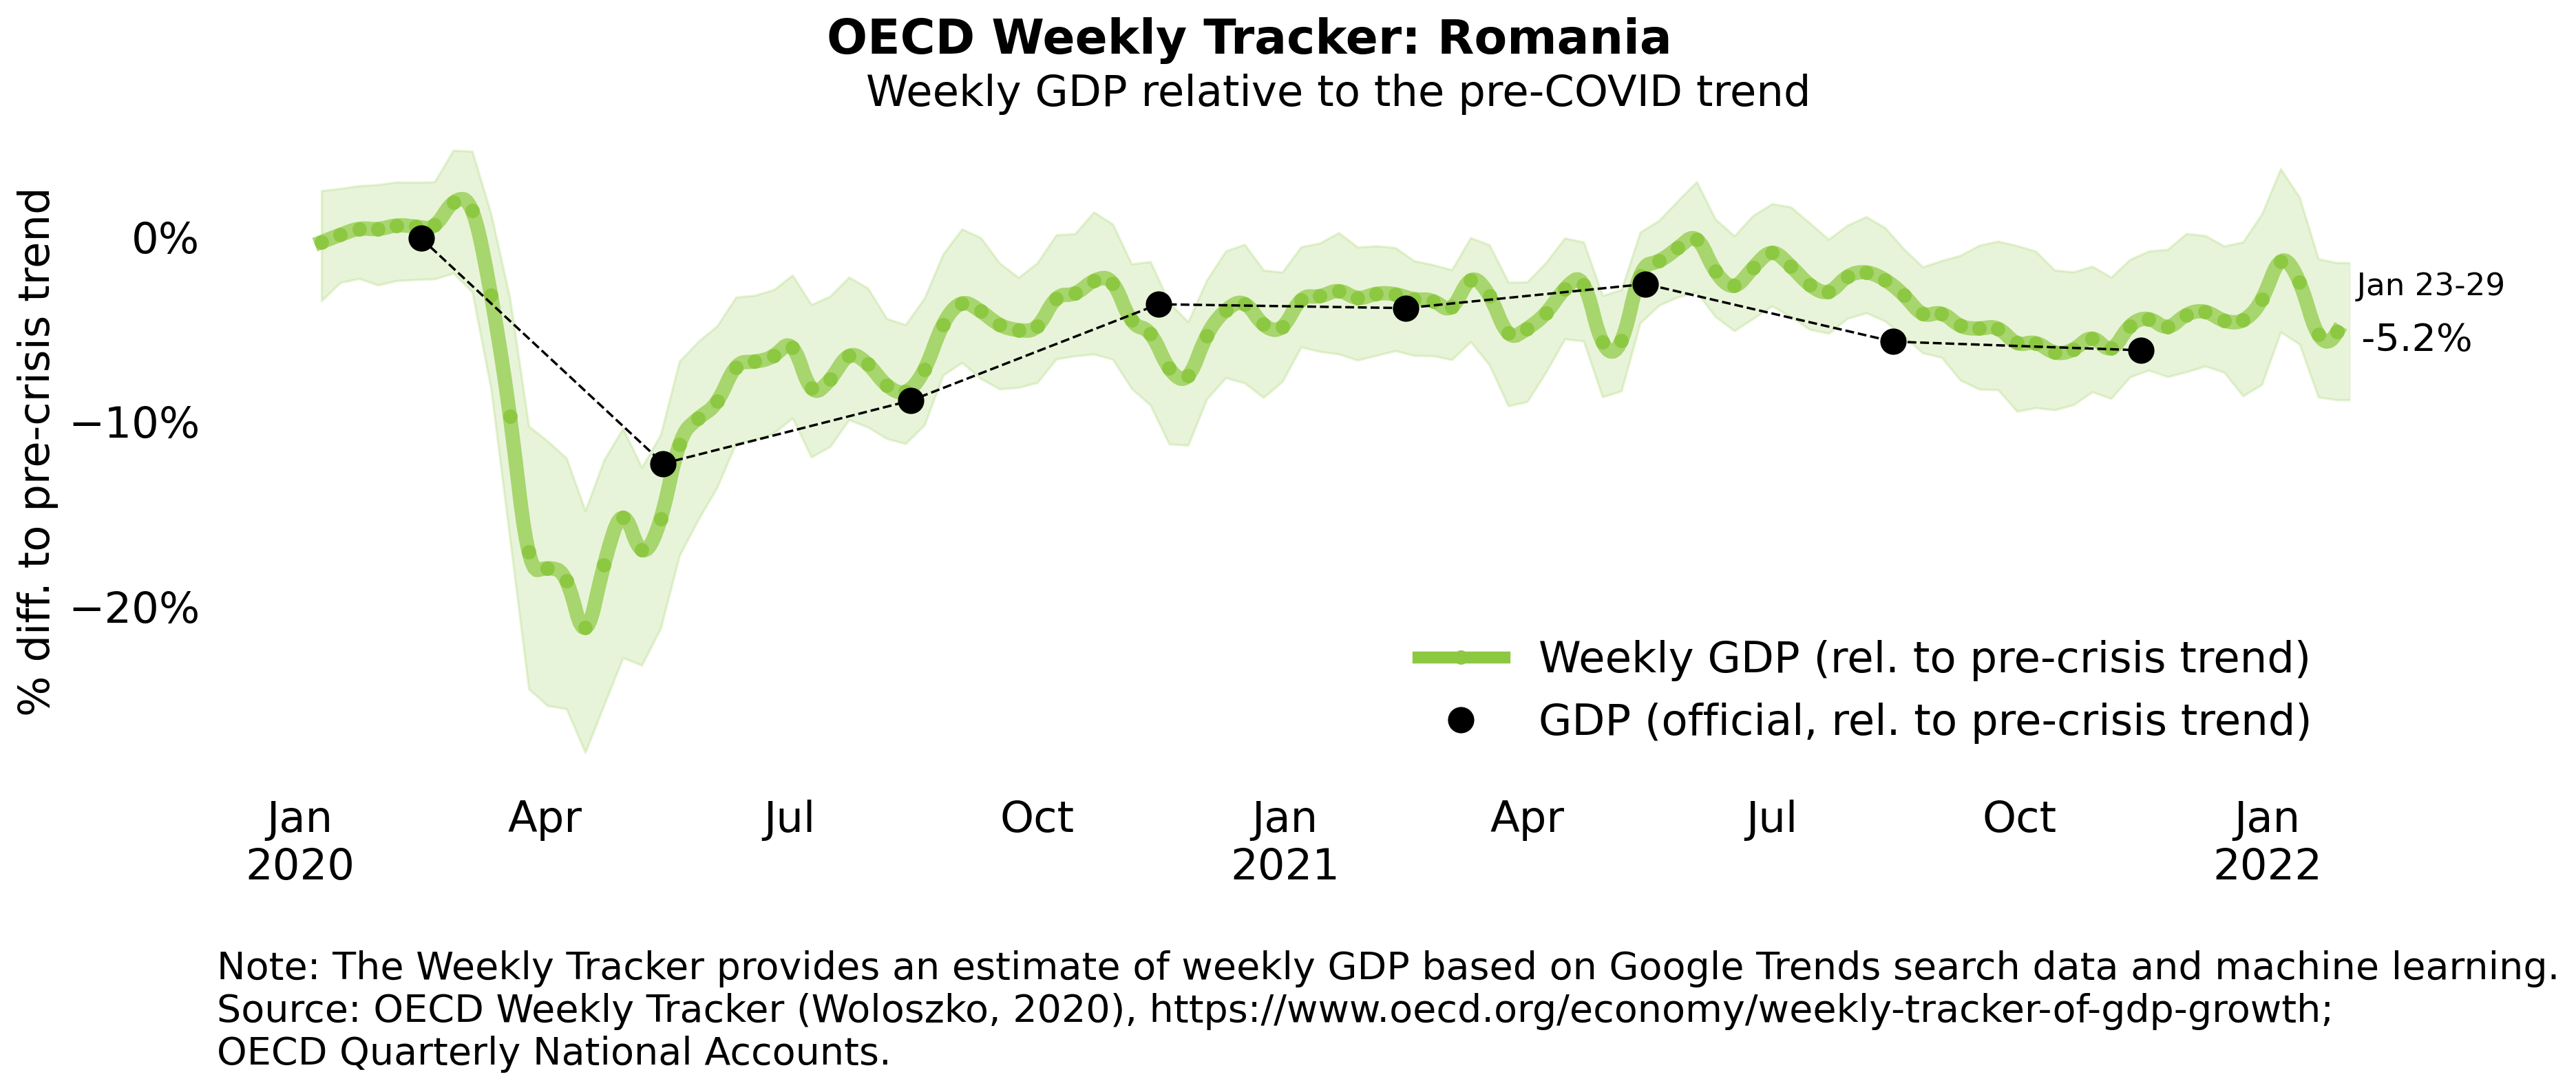 OECD Weekly Tracker: Romania
Weekly GDP relative to the pre-COVID trend
% diff. to pre-crisis trend
0%
−10%
−20%
Jan 23-29
-5.2%
Weekly GDP (rel. to pre-crisis trend)
GDP (official, rel. to pre-crisis trend)
Jan Apr Jul Oct Jan Apr Jul Oct Jan
2020 2021 2022
Note: The Weekly Tracker provides an estimate of weekly GDP based on Google Trends search data and machine learning.
Source: OECD Weekly Tracker (Woloszko, 2020), https://www.oecd.org/economy/weekly-tracker-of-gdp-growth;
OECD Quarterly National Accounts.